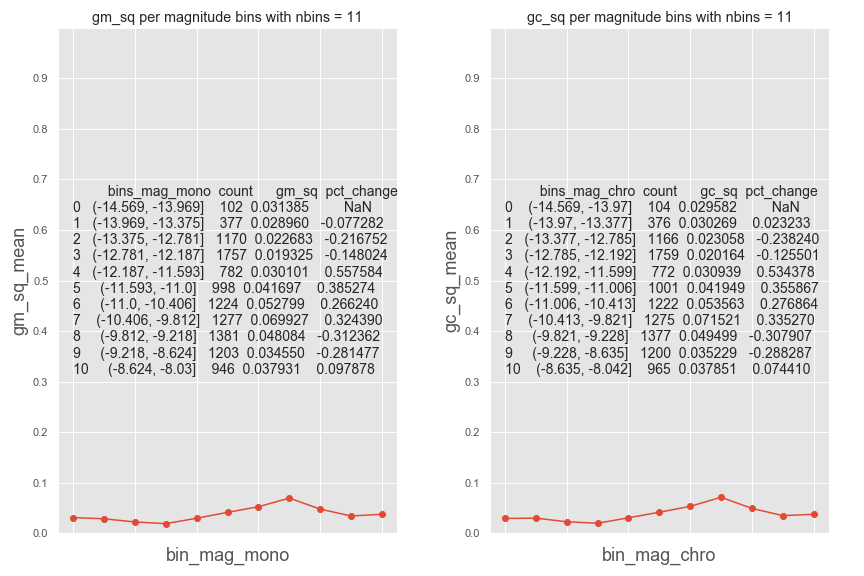 gm_sq per magnitude bins with nbins = 11
gm_sq_mean
0.9
0.8
0.7
0.6
0.5
0.4
0.3
0.2
0.1
0.0
bins_mag_mono count gm_sq pct_change
0 (-14.569, -13.969] 102 0.031385 NaN
1 (-13.969, -13.375] 377 0.028960 -0.077282
2 (-13.375, -12.781] 1170 0.022683 -0.216752
3 (-12.781, -12.187] 1757 0.019325 -0.148024
4 (-12.187, -11.593] 782 0.030101 0.557584
5 (-11.593, -11.0] 998 0.041697 0.385274
6 (-11.0, -10.406] 1224 0.052799 0.266240
7 (-10.406, -9.812] 1277 0.069927 0.324390
8 (-9.812, -9.218] 1381 0.048084 -0.312362
9 (-9.218, -8.624] 1203 0.034550 -0.281477
10 (-8.624, -8.03] 946 0.037931 0.097878
bin_mag_mono
gc_sq per magnitude bins with nbins = 11
gc_sq_mean
0.9
0.8
0.7
0.6
0.5
0.4
0.3
0.2
0.1
0.0
bins_mag_chro count gc_sq pct_change
0 (-14.569, -13.97] 104 0.029582 NaN
1 (-13.97, -13.377] 376 0.030269 0.023233
2 (-13.377, -12.785] 1166 0.023058 -0.238240
3 (-12.785, -12.192] 1759 0.020164 -0.125501
4 (-12.192, -11.599] 772 0.030939 0.534378
5 (-11.599, -11.006] 1001 0.041949 0.355867
6 (-11.006, -10.413] 1222 0.053563 0.276864
7 (-10.413, -9.821] 1275 0.071521 0.335270
8 (-9.821, -9.228] 1377 0.049499 -0.307907
9 (-9.228, -8.635] 1200 0.035229 -0.288287
10 (-8.635, -8.042] 965 0.037851 0.074410
bin_mag_chro